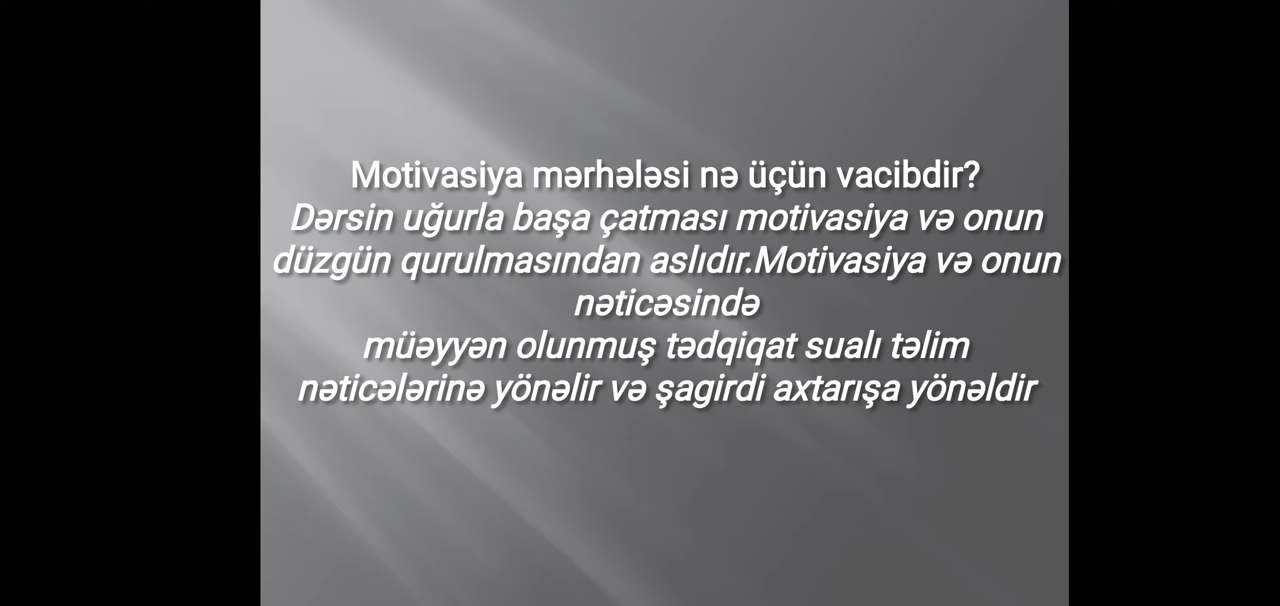 Motivasiya mərhələsi nə üçün vacibdir?
Dərsin uğurla başa çatması motivasiya və onun
düzgün qurulmasından aslıdır.Motivasiya və onun
nəticəsində
müəyyən olunmuş tədqiqat sualı təlim
nəticələrinə yönəlir və şagirdi axtarışa yönəldir